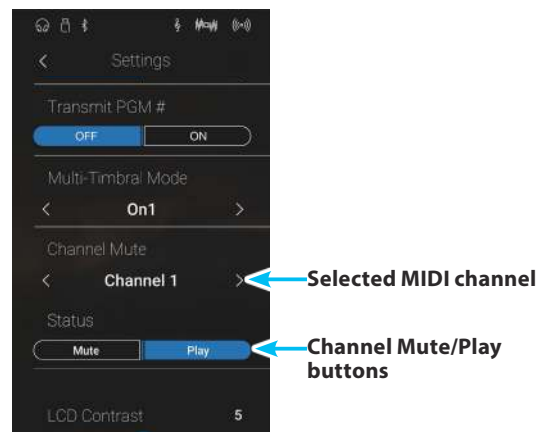 Settings
Transmit PGM #
OFF ON
Multi-Timbral Mode
< On1 >
Channel Mute
< Channel 1 >
Selected MIDI channel
Status
Mute Play
Channel Mute/Play
buttons
LCD Contrast 5